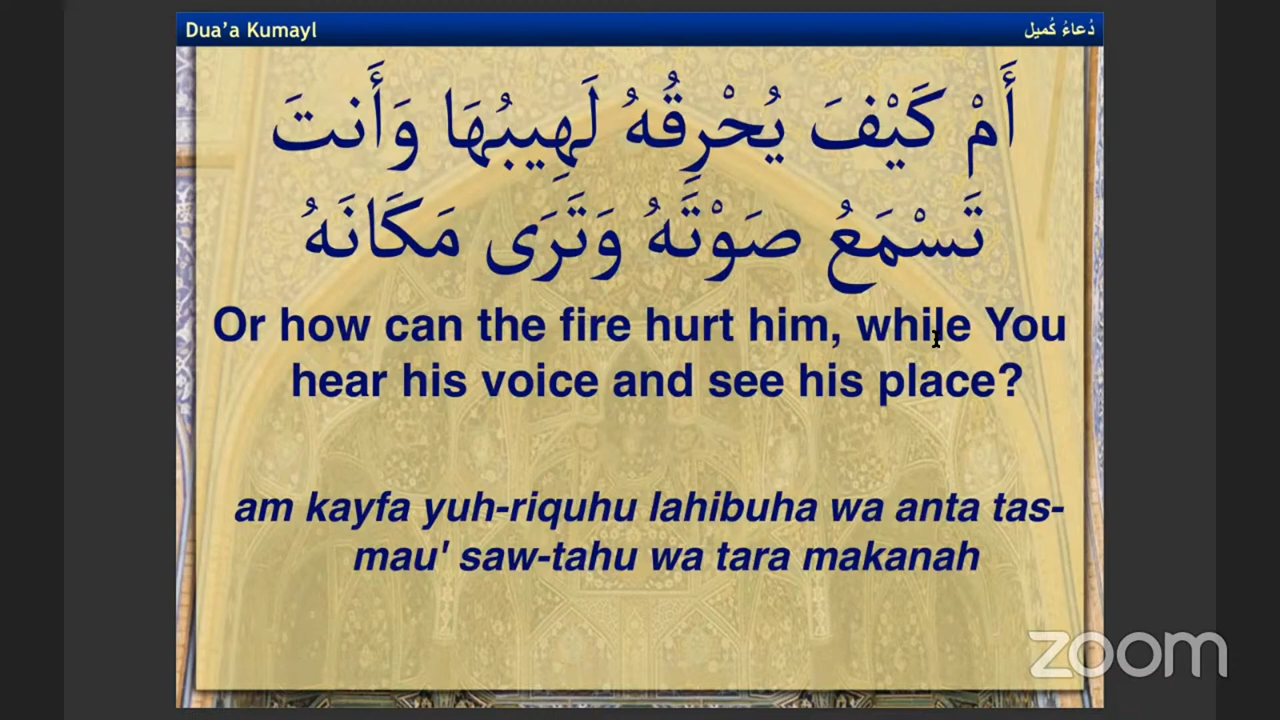 Dua’a Kumayl
دُعاءُ كُميل
أَمْ كَيْفَ يُحْرِقُهُ لَهِيبُهَا وَأَنتَ
تَسْمَعُ صَوْتَهُ وَتَرَى مَكَانَهُ
Or how can the fire hurt him, while You
hear his voice and see his place?
am kayfa yuh-riquhu lahibuha wa anta tas-
mau' saw-tahu wa tara makanah
zoom